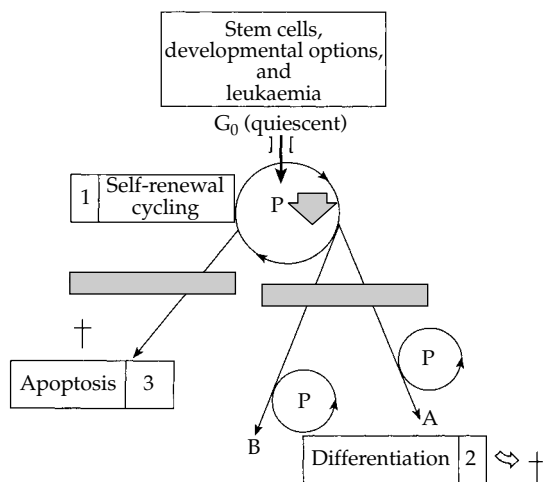 Stem cells,
developmental options,
and
leukaemia
G₀ (quiescent)
1 Self-renewal
cycling
P
†
Apoptosis 3
P
P
B
A
Differentiation 2 †